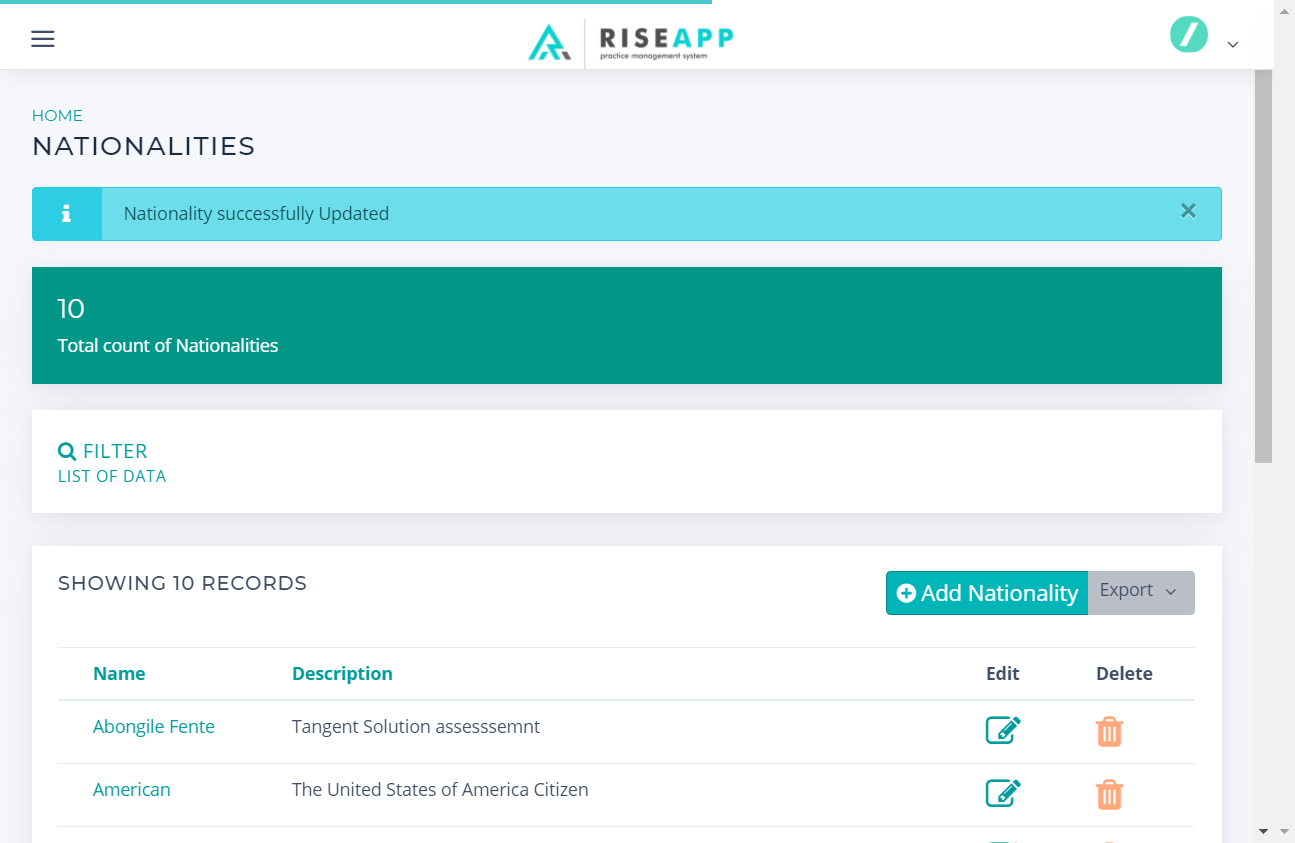 RISEAPP
practice management system
HOME
NATIONALITIES
Nationality successfully Updated
10
Total count of Nationalities
FILTER
LIST OF DATA
SHOWING 10 RECORDS
Add Nationality Export
Name Description Edit Delete
Abongile Fente Tangent Solution assesssemnt
American The United States of America Citizen